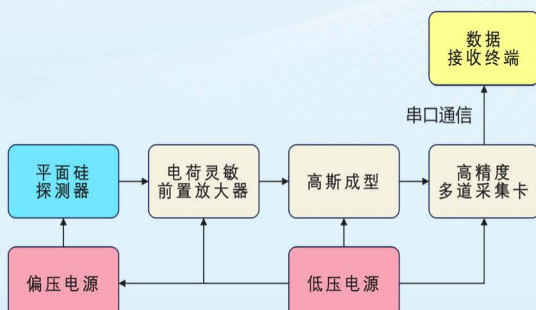 数据
接收终端
串口通信
平面硅
探测器
电荷灵敏
前置放大器
高斯成型
高精度
多道采集卡
偏压电源
低压电源